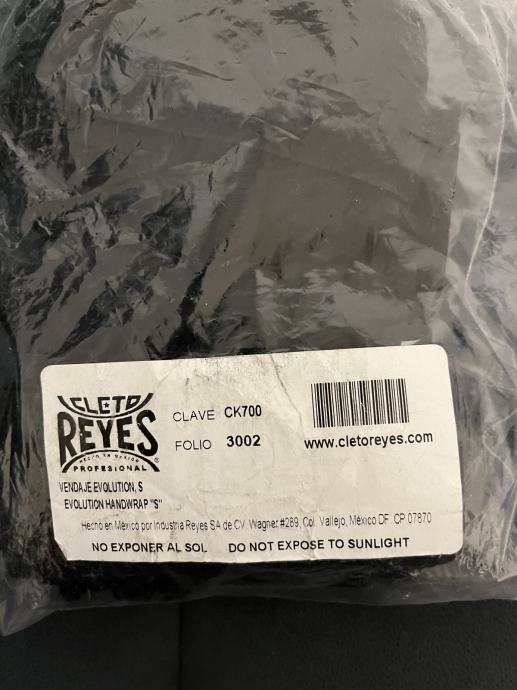 CLETO
REYES
HECHO EN MEXICO
®
PROFESIONAL
CLAVE CK700
FOLIO 3002
www.cletoreyes.com
VENDAJE EVOLUTION, S
EVOLUTION HANDWRAP "S"
Hecho en México por Industria Reyes SA de CV. Wagner #289, Col. Vallejo, México DF CP 07870
NO EXPONER AL SOL DO NOT EXPOSE TO SUNLIGHT